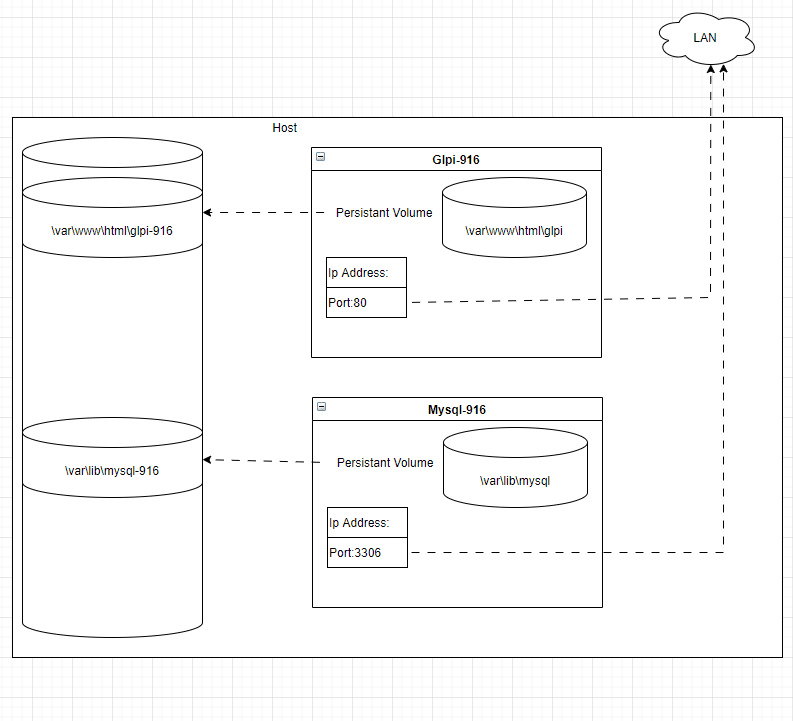 LAN
Host
Glpi-916
Persistant Volume
\var\www\html\glpi
\var\www\html\glpi-916
Ip Address:
Port:80
Mysql-916
Persistant Volume
\var\lib\mysql
\var\lib\mysql-916
Ip Address:
Port:3306